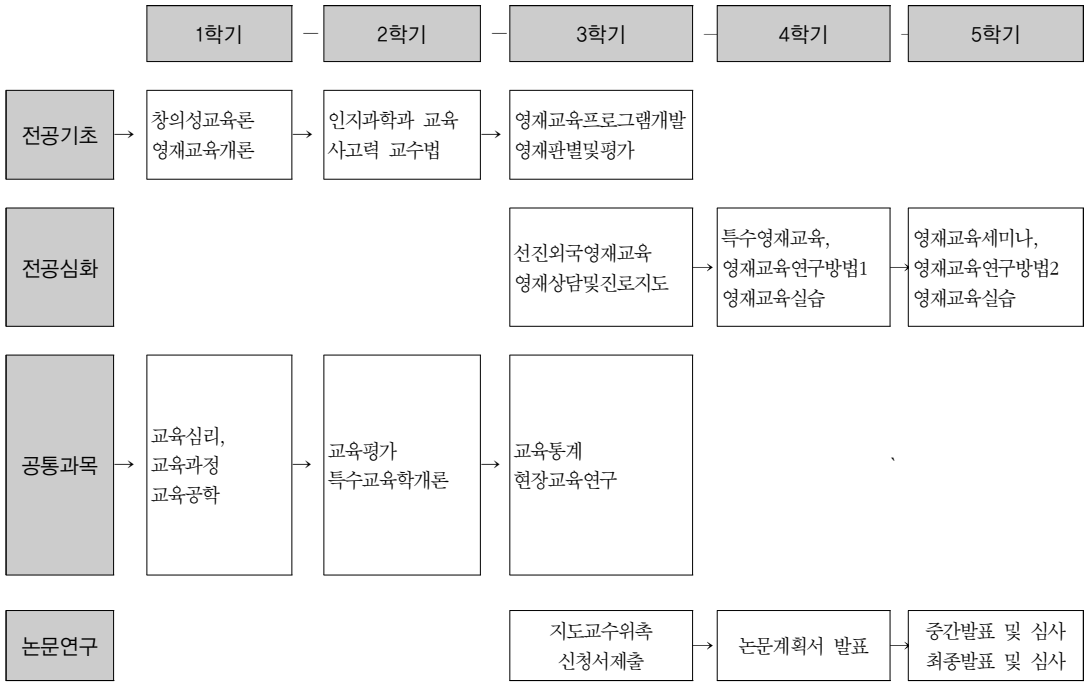 1학기 – 2학기 – 3학기 – 4학기 – 5학기
전공기초 →
창의성교육론
영재교육개론
→
인지과학과 교육
사고력 교수법
→
영재교육프로그램개발
영재판별및평가
전공심화
선진외국영재교육
영재상담및진로지도
→
특수영재교육,
영재교육연구방법1
영재교육실습
→
영재교육세미나,
영재교육연구방법2
영재교육실습
공통과목 →
교육심리,
교육과정
교육공학
→
교육평가
특수교육학개론
→
교육통계
현장교육연구
논문연구
지도교수위촉
신청서제출
→
논문계획서 발표
→
중간발표 및 심사
최종발표 및 심사